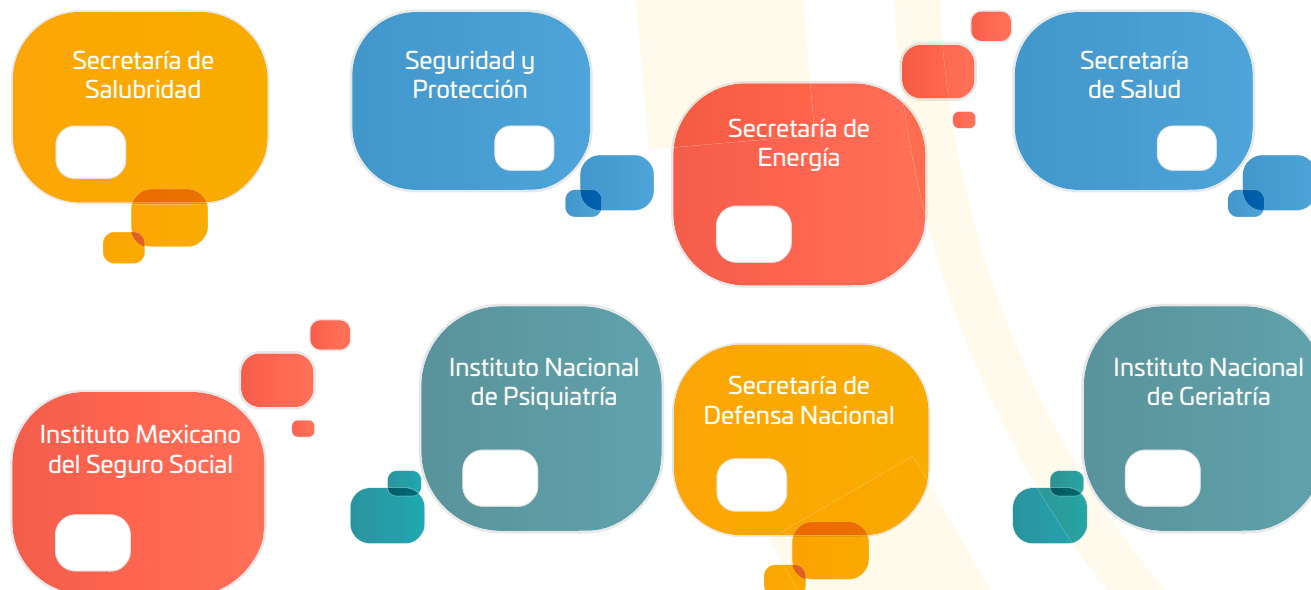 Secretaría de
Salubridad
Seguridad y
Protección
Secretaría de
Energía
Secretaría
de Salud
Instituto Mexicano
del Seguro Social
Instituto Nacional
de Psiquiatría
Secretaría de
Defensa Nacional
Instituto Nacional
de Geriatría